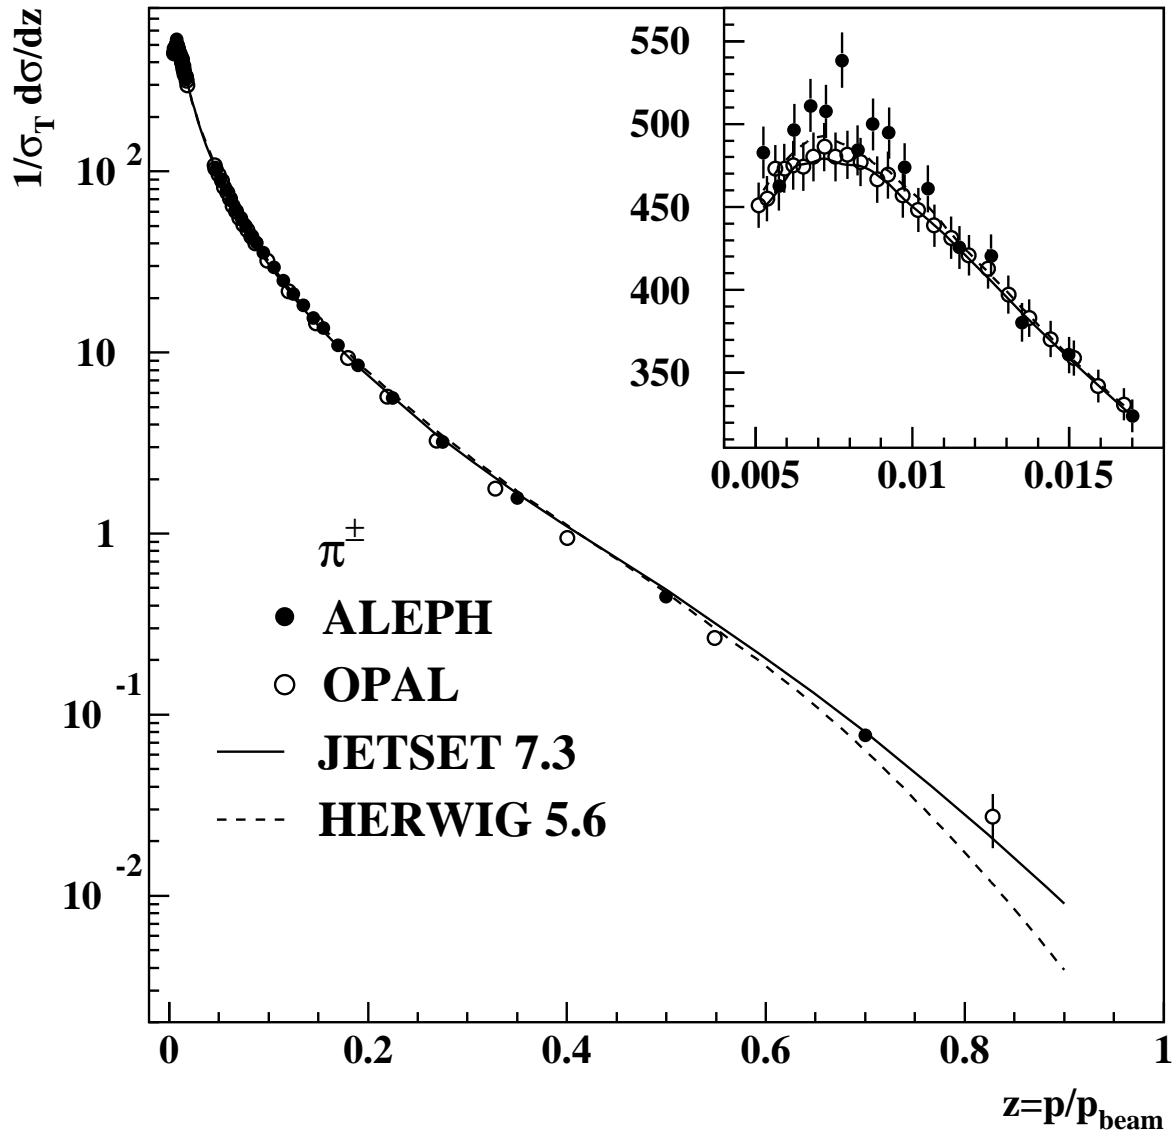 1/σ_T dσ/dz
10^2
10
1
10^-1
10^-2
550
500
450
400
350
0.005 0.01 0.015
π^±
ALEPH
OPAL
JETSET 7.3
HERWIG 5.6
0 0.2 0.4 0.6 0.8 1
z=p/p_beam